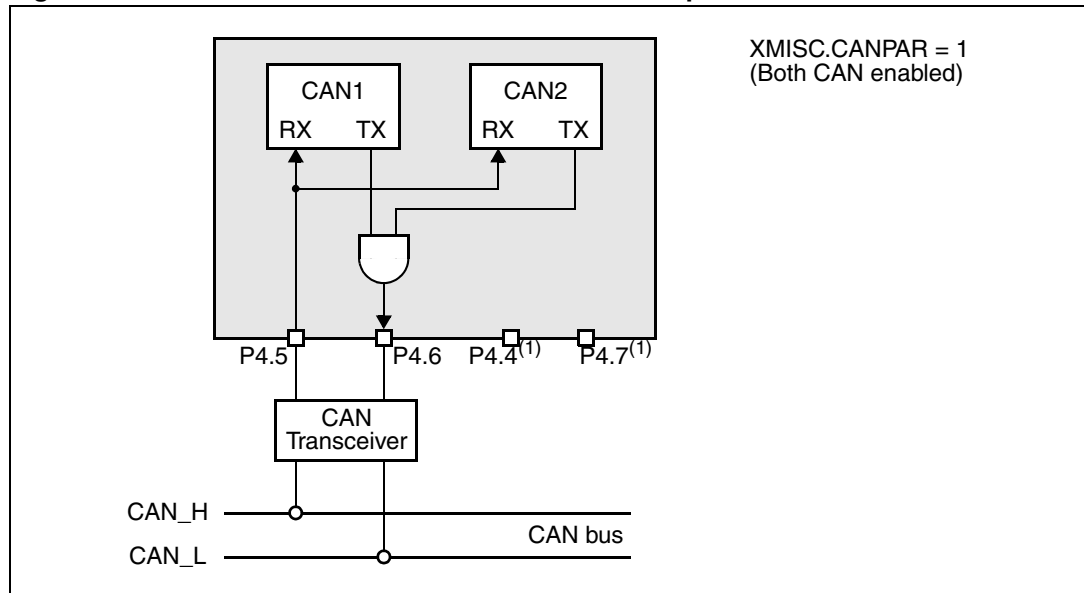 XMISC.CANPAR = 1
(Both CAN enabled)
CAN1
RX TX
CAN2
RX TX
P4.5
P4.6
P4.4(1)
P4.7(1)
CAN
Transceiver
CAN_H
CAN bus
CAN_L